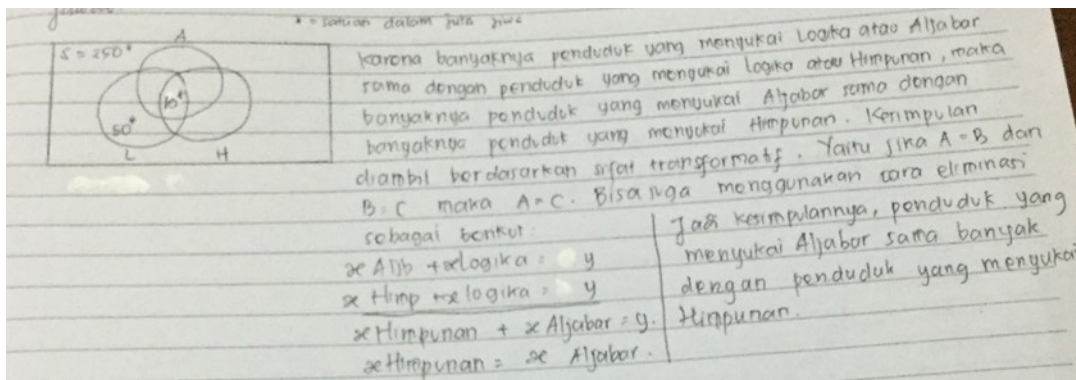 * = satuan dalam juta jiwa
S = 250*
A
10*
50*
L
H
karena banyaknya penduduk yang menyukai Logika atau Aljabar
sama dengan penduduk yang menyukai logika atau Himpunan, maka
banyaknya penduduk yang menyukai Aljabar sama dengan
banyaknya penduduk yang menyukai Himpunan. Kesimpulan
diambil berdasarkan sifat transformatif. Yaitu jika A = B dan
B = C maka A = C. Bisa juga menggunakan cara eliminasi
sebagai berikut:
x Aljb + x logika = y
x Himp + x logika = y
x Himpunan + x Aljabar = y.
x Himpunan = x Aljabar.
Jadi kesimpulannya, penduduk yang
menyukai Aljabar sama banyak
dengan penduduk yang menyukai
Himpunan.